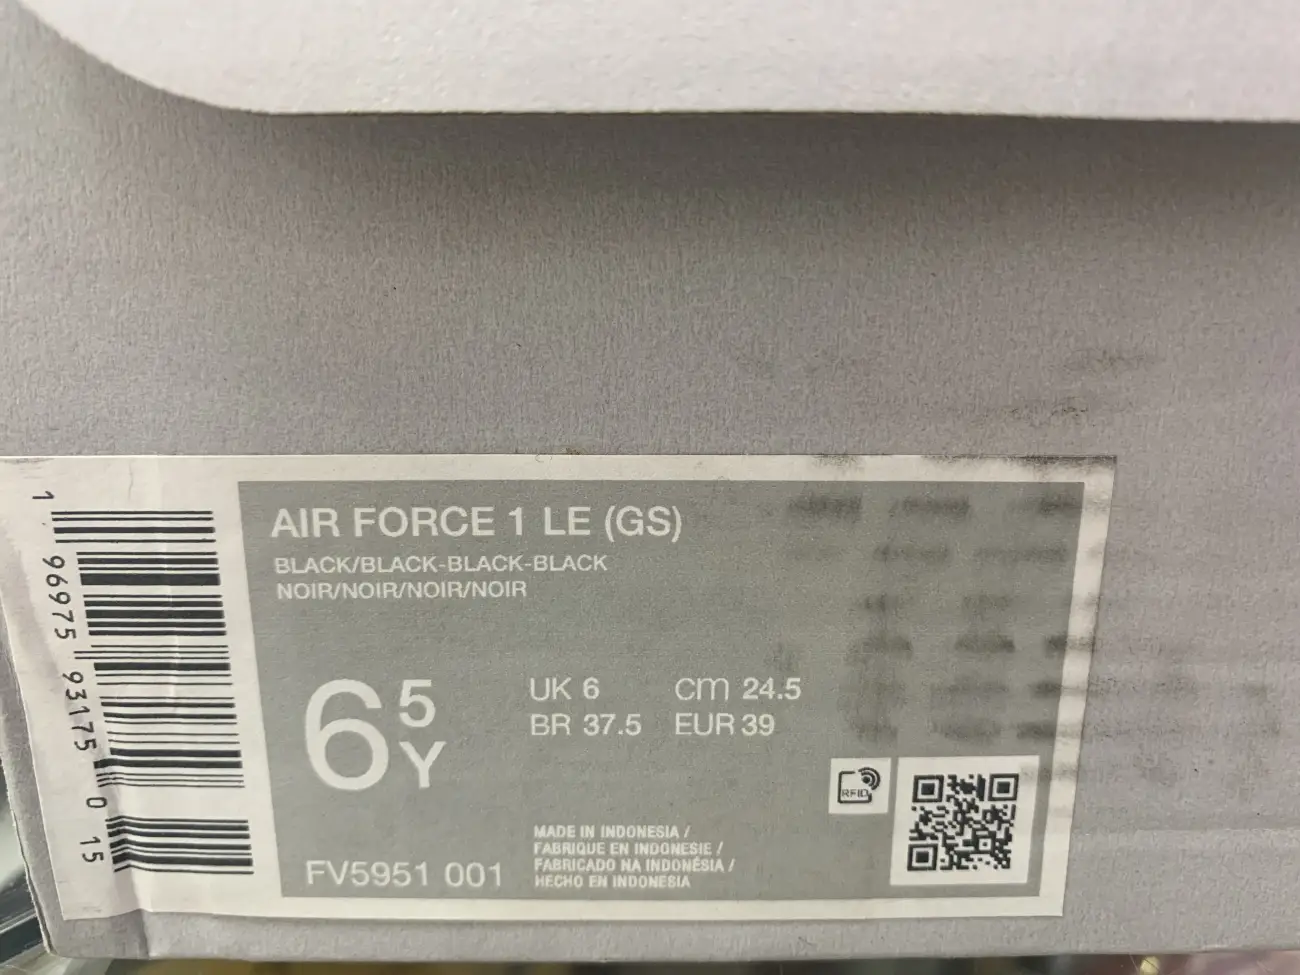 AIR FORCE 1 LE (GS)
BLACK/BLACK-BLACK-BLACK
NOIR/NOIR/NOIR/NOIR
6 5 Y
UK 6 cm 24.5
BR 37.5 EUR 39
RFID
MADE IN INDONESIA /
FABRIQUE EN INDONESIE /
FABRICADO NA INDONÉSIA /
HECHO EN INDONESIA
FV5951 001
1 96975 93175 0 15